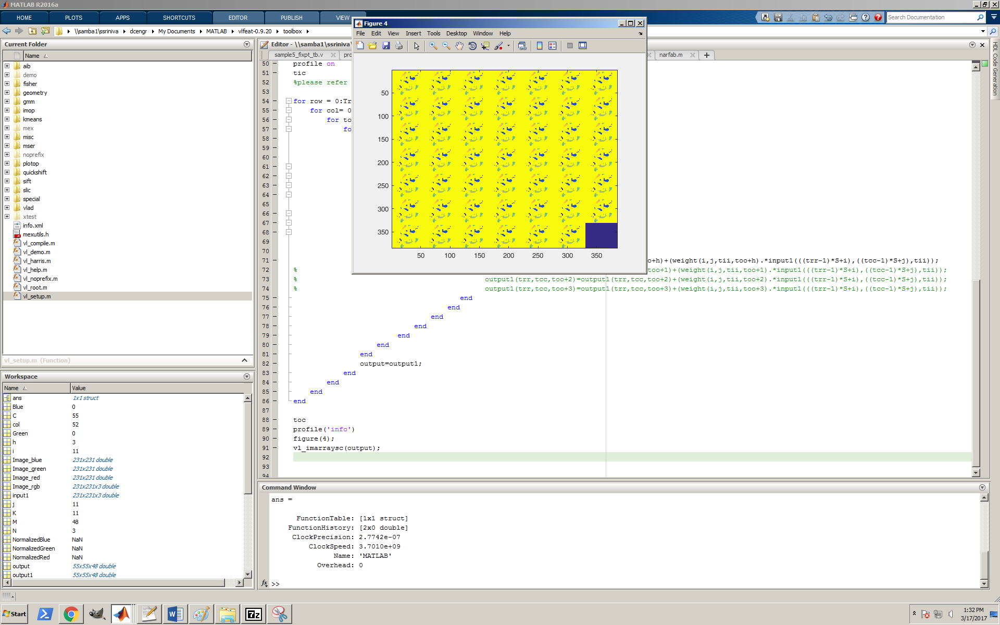 MATLAB R2016a
HOME PLOTS APPS SHORTCUTS EDITOR PUBLISH VIEW
Search Documentation
\\samba1\ssriniva dcengr My Documents MATLAB vlfeat-0.9.20 toolbox
Current Folder
Name
aib
demo
fisher
geometry
gmm
imop
kmeans
mex
misc
mser
noprefix
plotop
quickshift
sift
slic
special
vlad
xtest
info.xml
mexutils.h
vl_compile.m
vl_demo.m
vl_harris.m
vl_help.m
vl_noprefix.m
vl_root.m
vl_setup.m
vl_setup.m (Function)
Workspace
Name Value
ans 1x1 struct
Blue 0
C 55
col 52
Green 0
h 3
i 11
Image_blue 231x231 double
Image_green 231x231 double
Image_red 231x231 double
Image_rgb 231x231x3 double
input1 231x231x3 double
j 11
K 11
M 48
N 3
NormalizedBlue NaN
NormalizedGreen NaN
NormalizedRed NaN
output 55x55x48 double
output1 55x55x48 double
Editor - \\samba1\ssriniva\
sample5_fixpt_tb.v pro narfab.m
HDL Code Generation
50 profile on
51 tic
52 %please refer
53
54 for row = 0:Tr
55 for col= 0
56 for to
57 fo
58
59
60
61
62
63
64
65
66
67
68
69
70
71 o+h)+(weight(i,j,tii,too+h).*input1(((trr-1)*S+i),((tcc-1)*S+j),tii));
72 % too+1)+(weight(i,j,tii,too+1).*input1(((trr-1)*S+i),((tcc-1)*S+j),tii));
73 % output1(trr,tcc,too+2)=output1(trr,tcc,too+2)+(weight(i,j,tii,too+2).*input1(((trr-1)*S+i),((tcc-1)*S+j),tii));
74 % output1(trr,tcc,too+3)=output1(trr,tcc,too+3)+(weight(i,j,tii,too+3).*input1(((trr-1)*S+i),((tcc-1)*S+j),tii));
75 end
76 end
77 end
78 end
79 end
80 end
81 end
82 output=output1;
83 end
84 end
85 end
86 end
87
88 toc
89 profile('info')
90 figure(4);
91 vl_imarraysc(output);
92
93
94
Figure 4
File Edit View Insert Tools Desktop Window Help
50
100
150
200
250
300
350
50 100 150 200 250 300 350
Command Window
ans =
FunctionTable: [1x1 struct]
FunctionHistory: [2x0 double]
ClockPrecision: 2.7742e-07
ClockSpeed: 3.7010e+09
Name: 'MATLAB'
Overhead: 0
fx >>
Start
7z
1:32 PM
3/17/2017